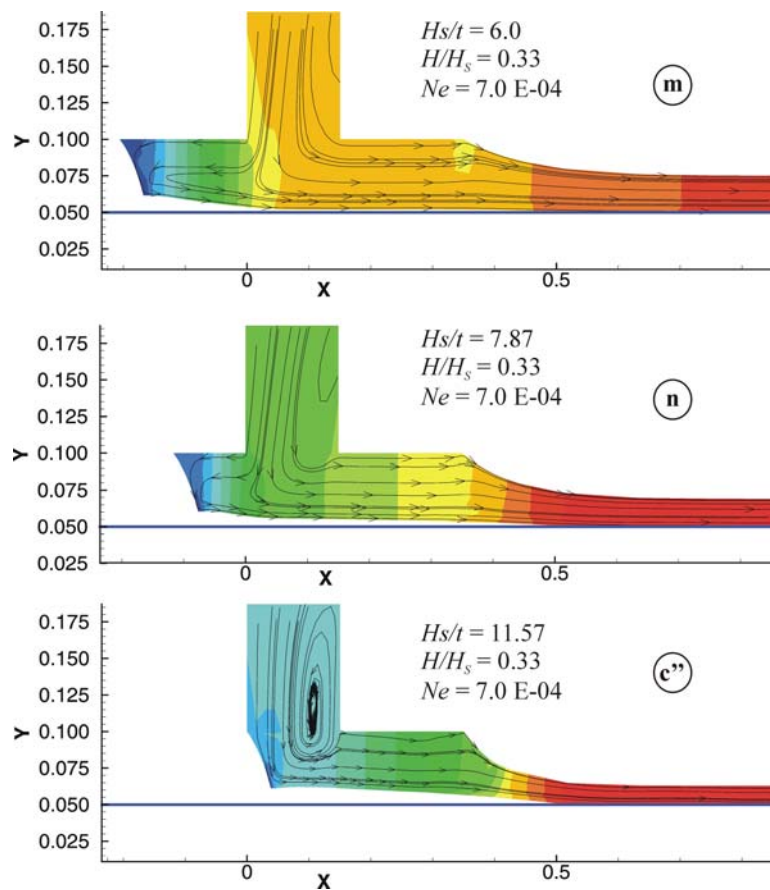 0.175
0.150
0.125
0.100
0.075
0.050
0.025
Y
Hs/t = 6.0
H/Hs = 0.33
Ne = 7.0 E-04
m
0
0.5
X
0.175
0.150
0.125
0.100
0.075
0.050
0.025
Y
Hs/t = 7.87
H/Hs = 0.33
Ne = 7.0 E-04
n
0
0.5
X
0.175
0.150
0.125
0.100
0.075
0.050
0.025
Y
Hs/t = 11.57
H/Hs = 0.33
Ne = 7.0 E-04
c”
0
0.5
X